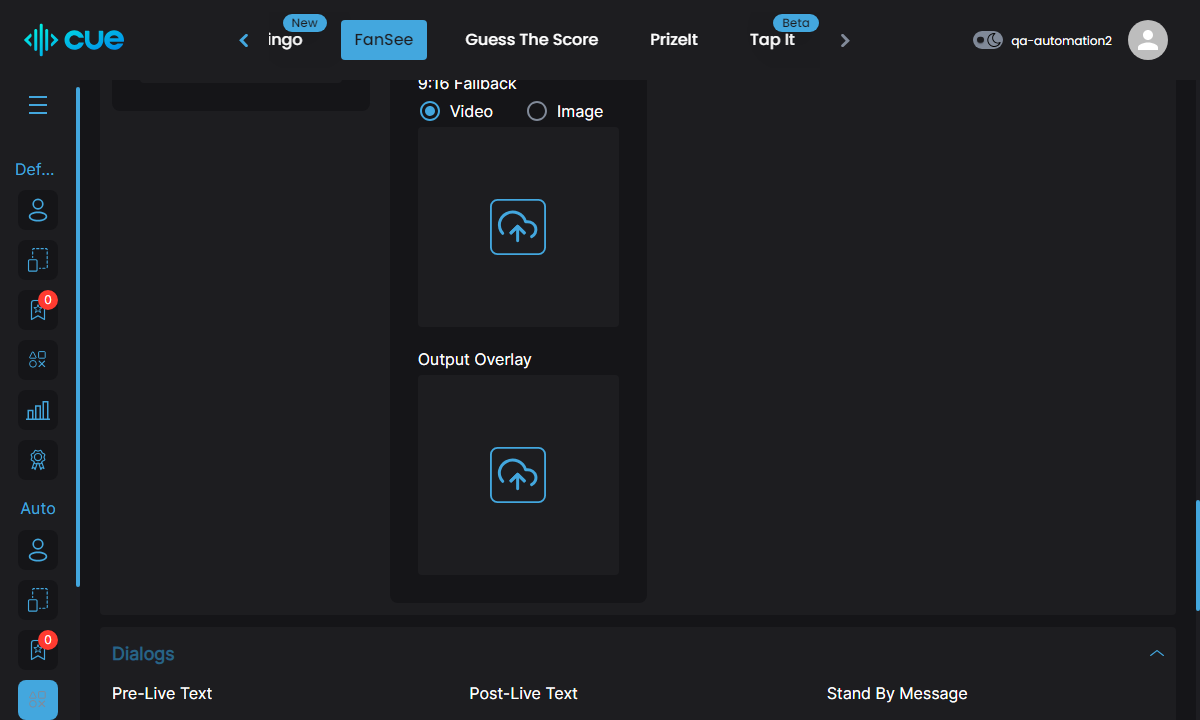 cue
ingo
New
FanSee
Guess The Score
PrizeIt
Tap It
Beta
qa-automation2
Def...
0
Auto
0
9:16 Fallback
Video
Image
Output Overlay
Dialogs
Pre-Live Text
Post-Live Text
Stand By Message